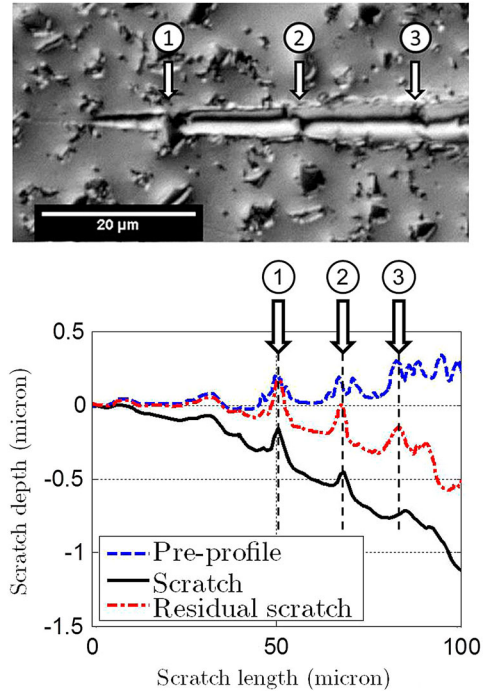 1 2 3
20 μm
1 2 3
0.5
0
-0.5
-1
-1.5
0 50 100
Scratch depth (micron)
Pre-profile
Scratch
Residual scratch
Scratch length (micron)